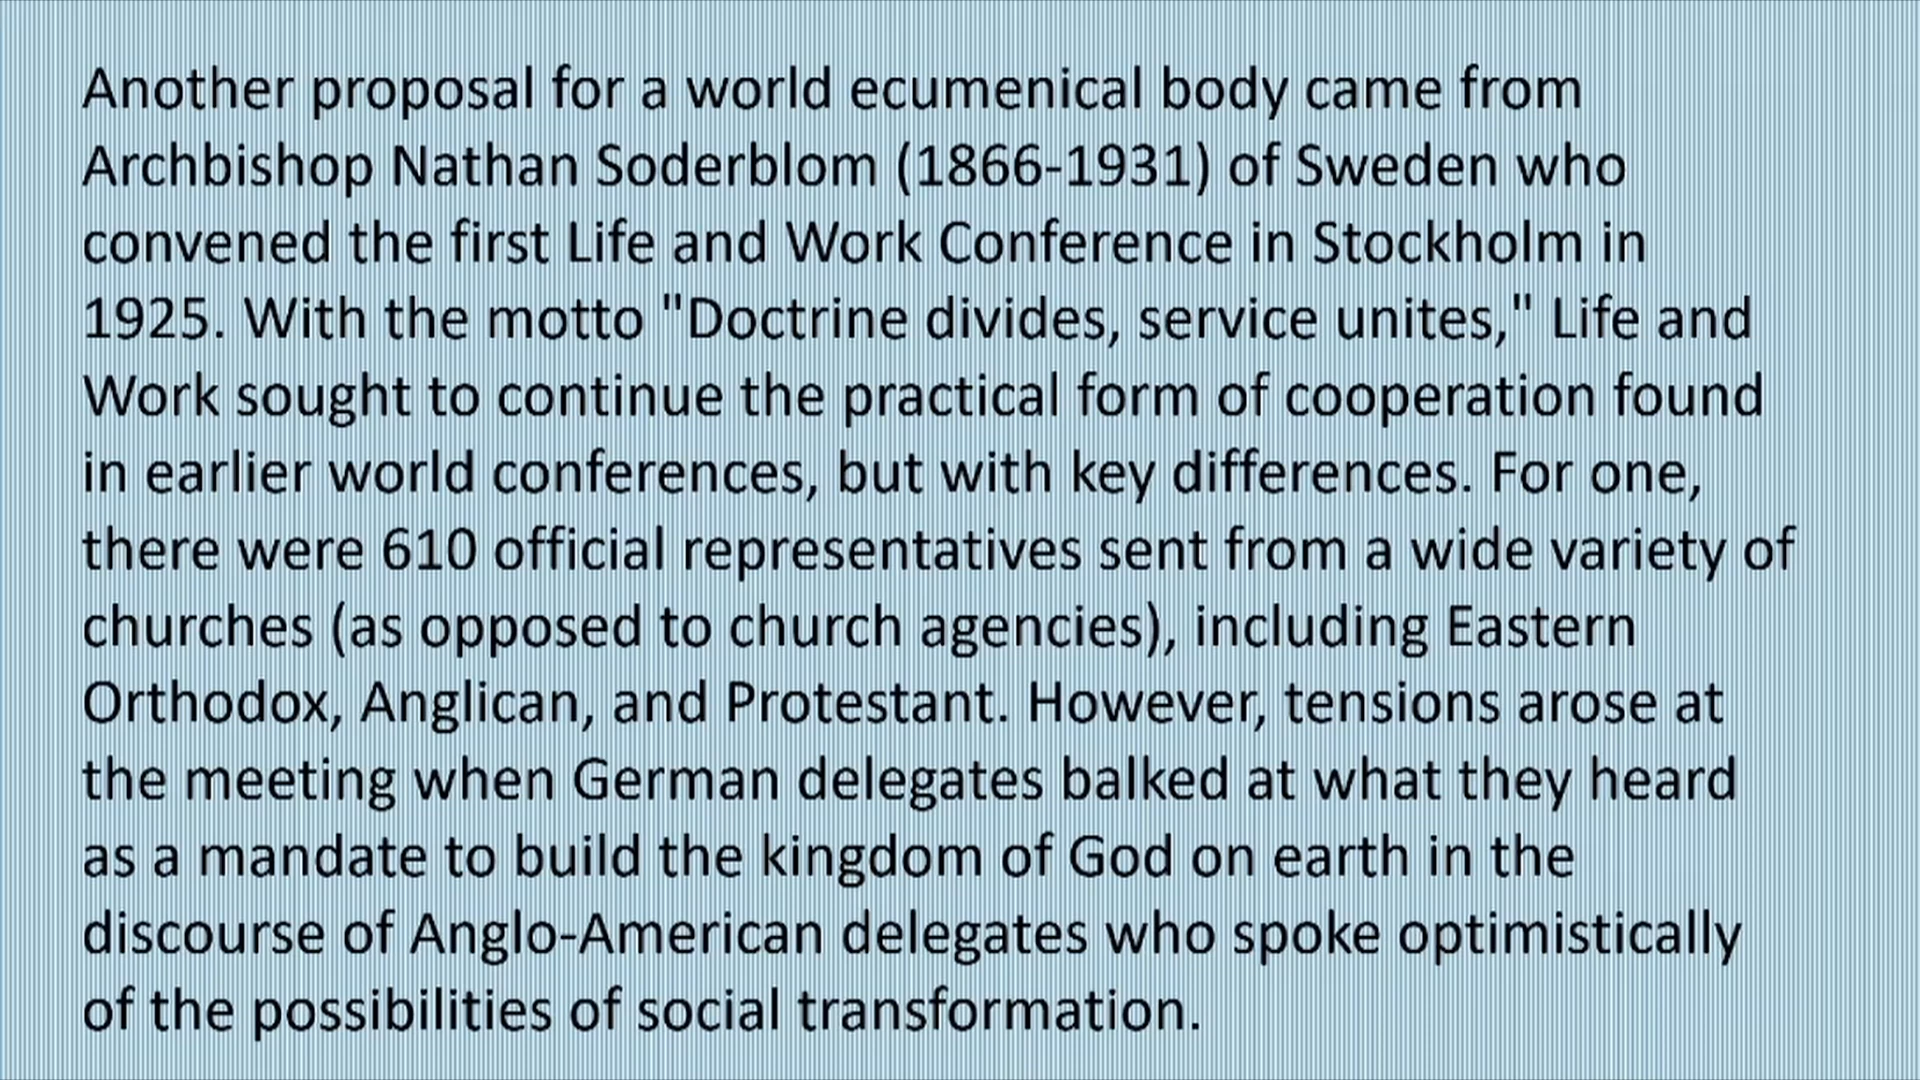 Another proposal for a world ecumenical body came from
Archbishop Nathan Soderblom (1866-1931) of Sweden who
convened the first Life and Work Conference in Stockholm in
1925. With the motto "Doctrine divides, service unites," Life and
Work sought to continue the practical form of cooperation found
in earlier world conferences, but with key differences. For one,
there were 610 official representatives sent from a wide variety of
churches (as opposed to church agencies), including Eastern
Orthodox, Anglican, and Protestant. However, tensions arose at
the meeting when German delegates balked at what they heard
as a mandate to build the kingdom of God on earth in the
discourse of Anglo-American delegates who spoke optimistically
of the possibilities of social transformation.